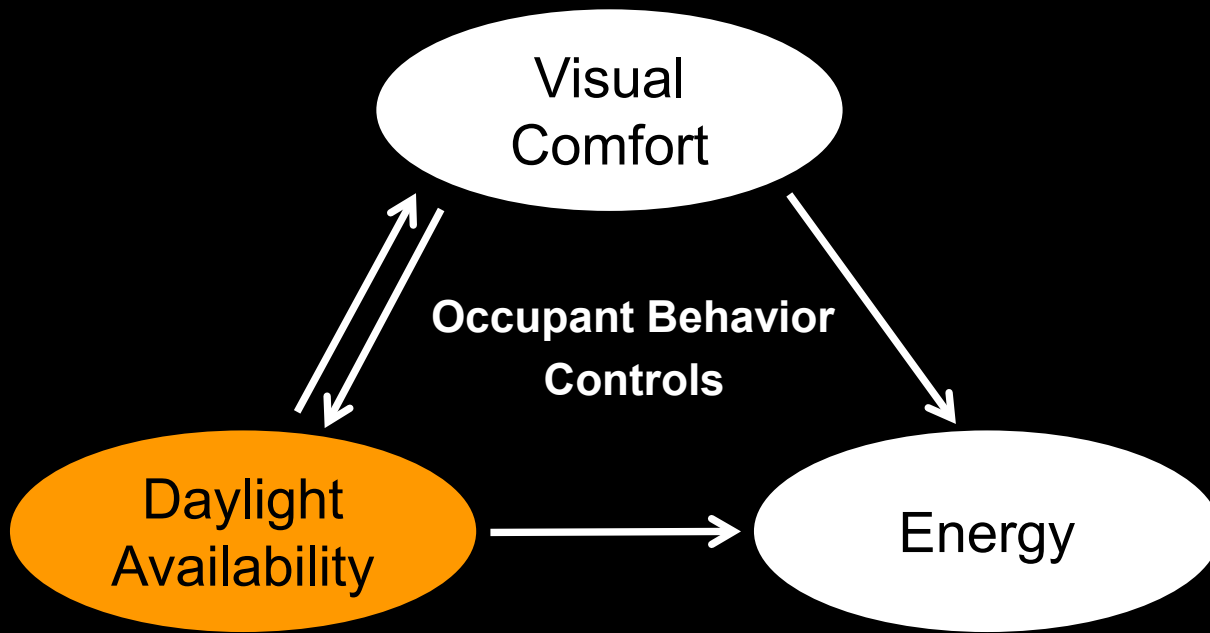 Visual
Comfort
Occupant Behavior
Controls
Daylight
Availability
Energy